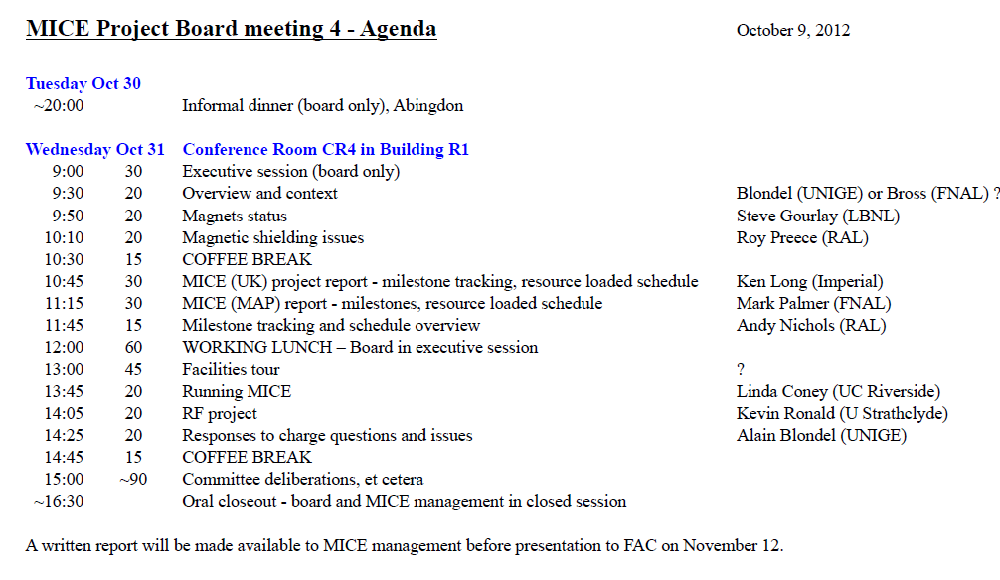 MICE Project Board meeting 4 - Agenda October 9, 2012
Tuesday Oct 30
~20:00 Informal dinner (board only), Abingdon
Wednesday Oct 31 Conference Room CR4 in Building R1
9:00 30 Executive session (board only)
9:30 20 Overview and context Blondel (UNIGE) or Bross (FNAL) ?
9:50 20 Magnets status Steve Gourlay (LBNL)
10:10 20 Magnetic shielding issues Roy Preece (RAL)
10:30 15 COFFEE BREAK
10:45 30 MICE (UK) project report - milestone tracking, resource loaded schedule Ken Long (Imperial)
11:15 30 MICE (MAP) report - milestones, resource loaded schedule Mark Palmer (FNAL)
11:45 15 Milestone tracking and schedule overview Andy Nichols (RAL)
12:00 60 WORKING LUNCH – Board in executive session
13:00 45 Facilities tour ?
13:45 20 Running MICE Linda Coney (UC Riverside)
14:05 20 RF project Kevin Ronald (U Strathclyde)
14:25 20 Responses to charge questions and issues Alain Blondel (UNIGE)
14:45 15 COFFEE BREAK
15:00 ~90 Committee deliberations, et cetera
~16:30 Oral closeout - board and MICE management in closed session
A written report will be made available to MICE management before presentation to FAC on November 12.